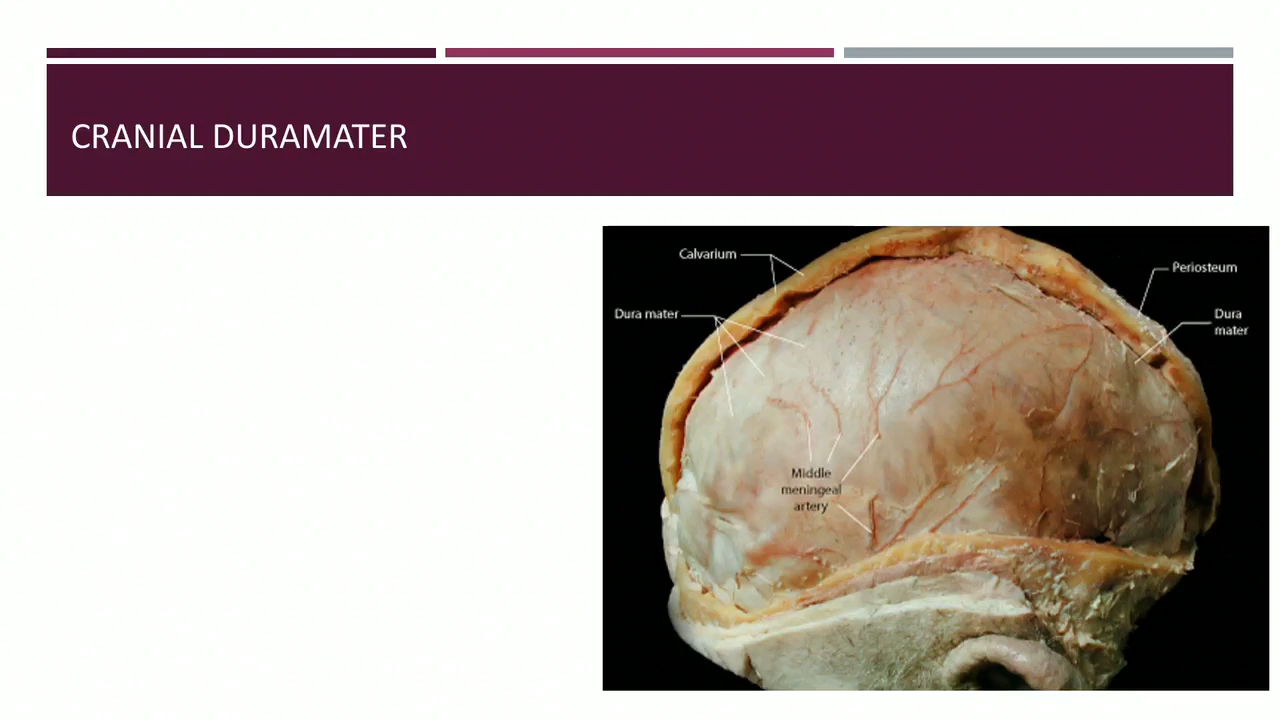 CRANIAL DURAMATER
Calvarium
Periosteum
Dura mater
Dura
mater
Middle
meningeal
artery